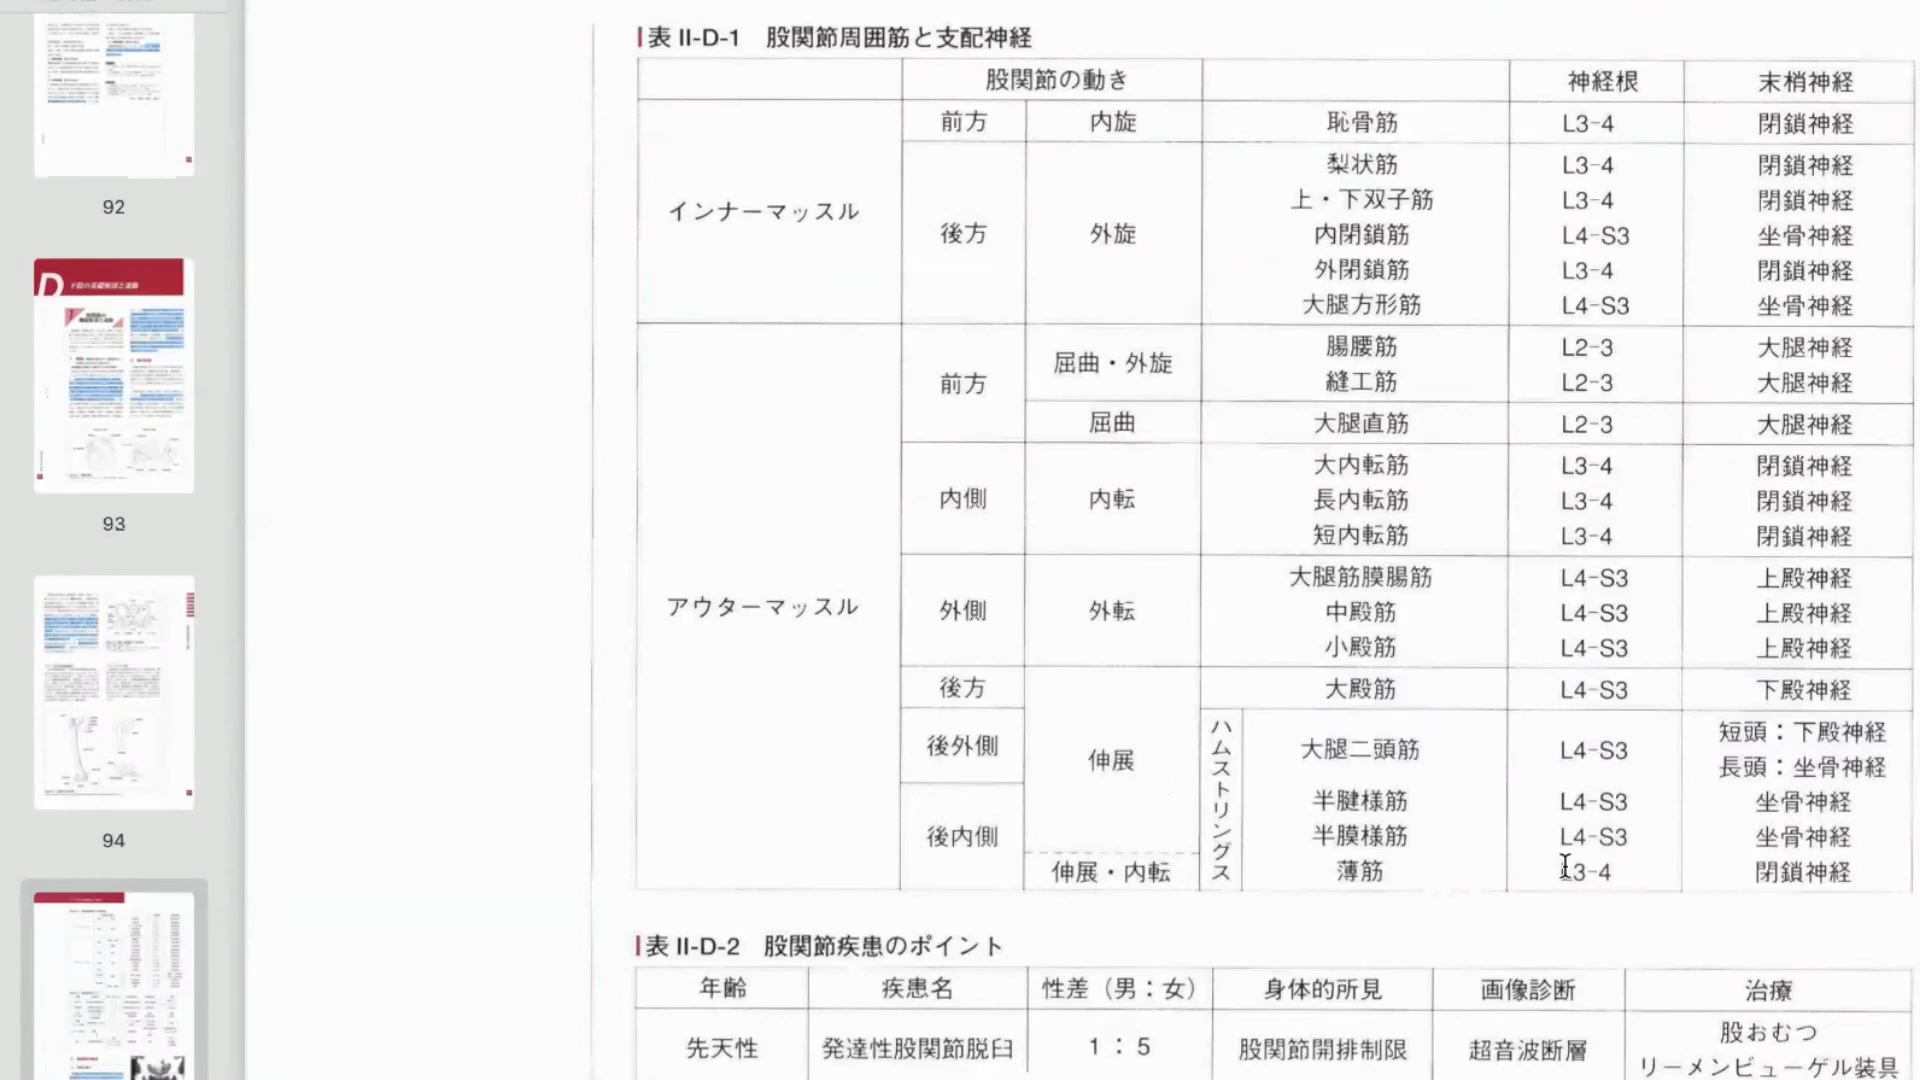 92
D 下肢の基礎解剖と運動
93
94
表 II-D-1 股関節周囲筋と支配神経
股関節の動き 神経根 末梢神経
インナーマッスル 前方 内旋 恥骨筋 L3-4 閉鎖神経
後方 外旋 梨状筋 L3-4 閉鎖神経
上・下双子筋 L3-4 閉鎖神経
内閉鎖筋 L4-S3 坐骨神経
外閉鎖筋 L3-4 閉鎖神経
大腿方形筋 L4-S3 坐骨神経
アウターマッスル 前方 屈曲・外旋 腸腰筋 L2-3 大腿神経
縫工筋 L2-3 大腿神経
屈曲 大腿直筋 L2-3 大腿神経
内側 内転 大内転筋 L3-4 閉鎖神経
長内転筋 L3-4 閉鎖神経
短内転筋 L3-4 閉鎖神経
外側 外転 大腿筋膜腸筋 L4-S3 上殿神経
中殿筋 L4-S3 上殿神経
小殿筋 L4-S3 上殿神経
後方 伸展 大殿筋 L4-S3 下殿神経
後外側 ハムストリングス 大腿二頭筋 L4-S3 短頭：下殿神経
長頭：坐骨神経
後内側 半腱様筋 L4-S3 坐骨神経
半膜様筋 L4-S3 坐骨神経
伸展・内転 薄筋 L3-4 閉鎖神経
表 II-D-2 股関節疾患のポイント
年齢 疾患名 性差（男：女） 身体的所見 画像診断 治療
先天性 発達性股関節脱臼 1：5 股関節開排制限 超音波断層 股おむつ
リーメンビューゲル装具